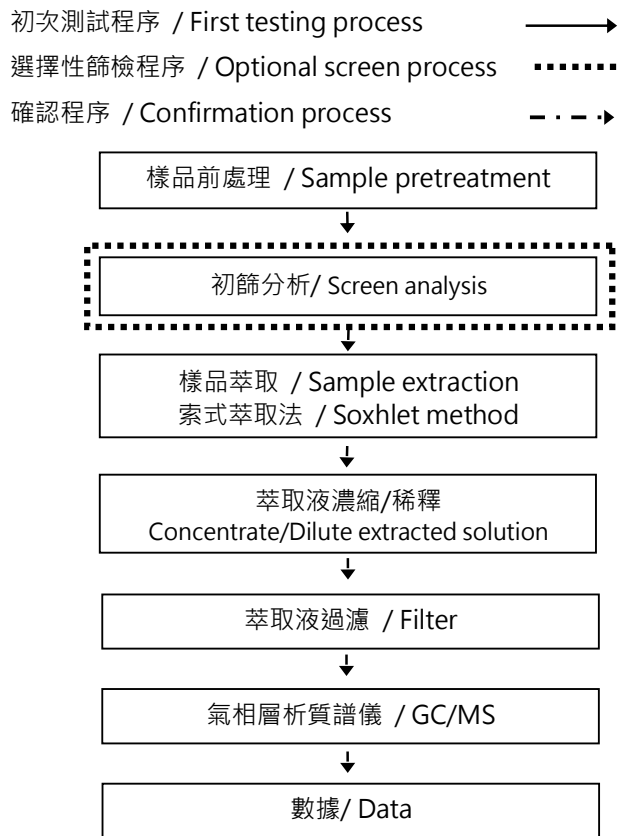 初次測試程序 / First testing process
選擇性篩檢程序 / Optional screen process
確認程序 / Confirmation process
樣品前處理 / Sample pretreatment
初篩分析/ Screen analysis
樣品萃取 / Sample extraction
索式萃取法 / Soxhlet method
萃取液濃縮/稀釋
Concentrate/Dilute extracted solution
萃取液過濾 / Filter
氣相層析質譜儀 / GC/MS
數據/ Data